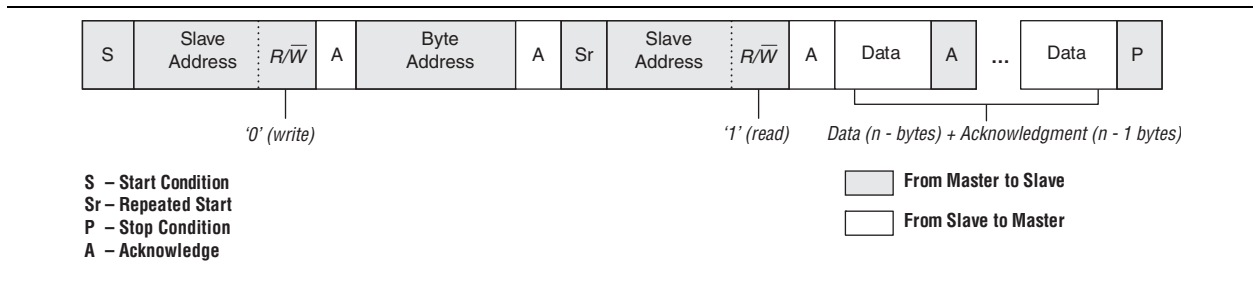 S Slave Address R/W̅ A Byte Address A Sr Slave Address R/W̅ A Data A ... Data P
‘0’ (write) ‘1’ (read) Data (n - bytes) + Acknowledgment (n - 1 bytes)
S – Start Condition
Sr – Repeated Start
P – Stop Condition
A – Acknowledge
From Master to Slave
From Slave to Master